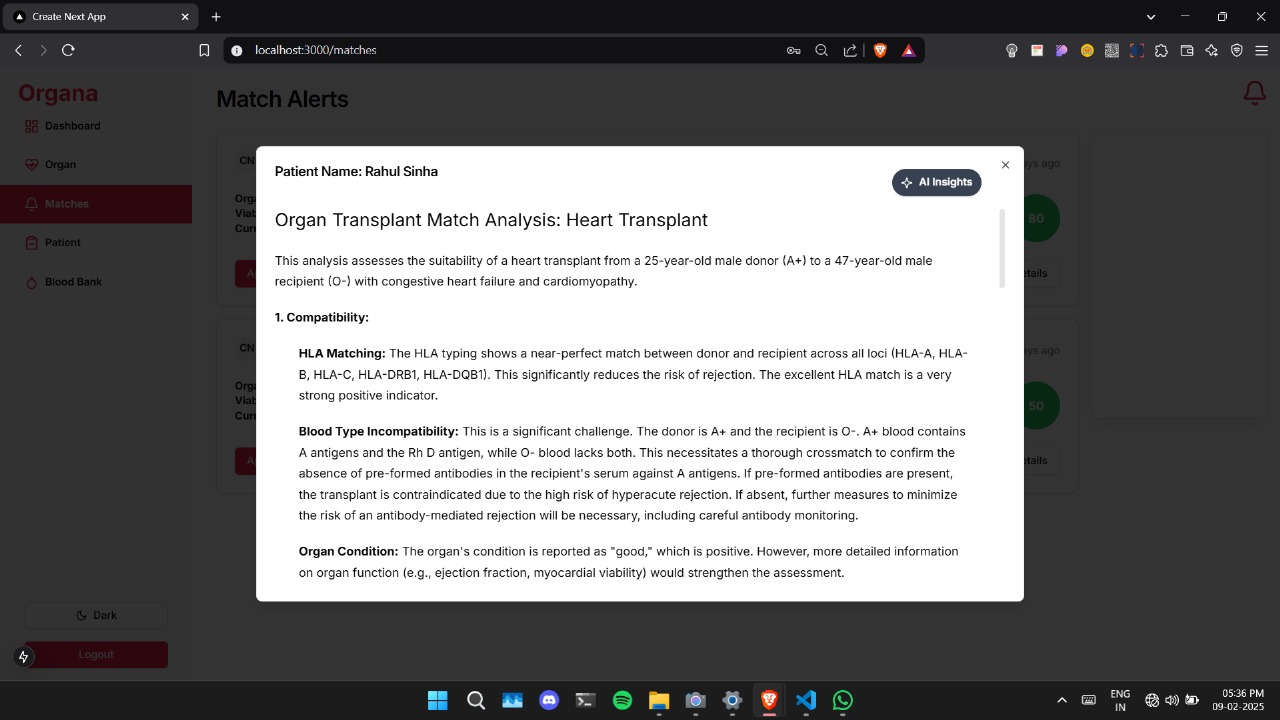 Create Next App
localhost:3000/matches
Organa
Dashboard
Organ
Matches
Patient
Blood Bank
Dark
Logout
Match Alerts
CN
ays ago
Orga
Viab
Curr
80
A
etails
CN
ays ago
Orga
Viab
Curr
50
A
etails
Patient Name: Rahul Sinha
AI Insights
Organ Transplant Match Analysis: Heart Transplant
This analysis assesses the suitability of a heart transplant from a 25-year-old male donor (A+) to a 47-year-old male
recipient (O-) with congestive heart failure and cardiomyopathy.
1. Compatibility:
HLA Matching: The HLA typing shows a near-perfect match between donor and recipient across all loci (HLA-A, HLA-
B, HLA-C, HLA-DRB1, HLA-DQB1). This significantly reduces the risk of rejection. The excellent HLA match is a very
strong positive indicator.
Blood Type Incompatibility: This is a significant challenge. The donor is A+ and the recipient is O-. A+ blood contains
A antigens and the Rh D antigen, while O- blood lacks both. This necessitates a thorough crossmatch to confirm the
absence of pre-formed antibodies in the recipient's serum against A antigens. If pre-formed antibodies are present,
the transplant is contraindicated due to the high risk of hyperacute rejection. If absent, further measures to minimize
the risk of an antibody-mediated rejection will be necessary, including careful antibody monitoring.
Organ Condition: The organ's condition is reported as "good," which is positive. However, more detailed information
on organ function (e.g., ejection fraction, myocardial viability) would strengthen the assessment.
ENG
IN
05:36 PM
09-02-2025